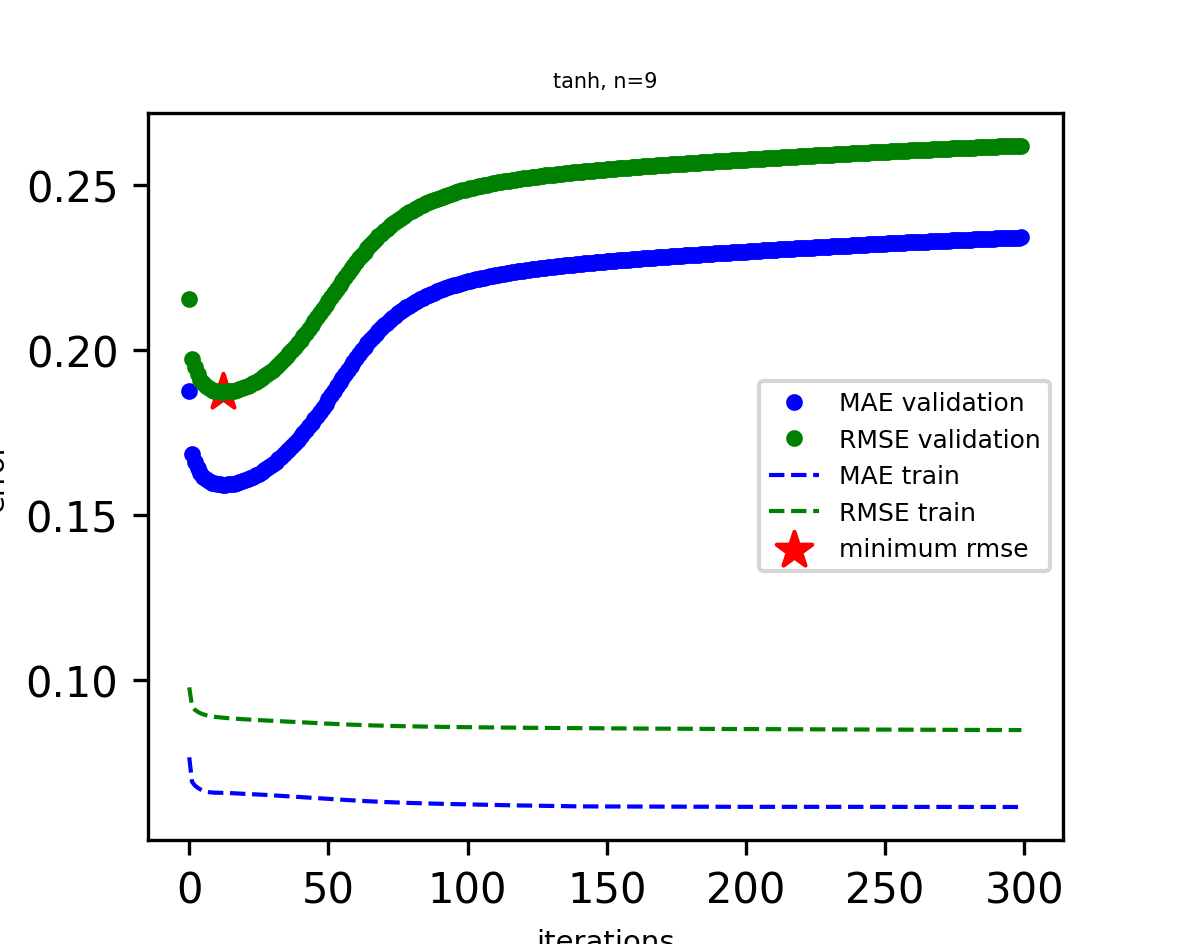 tanh, n=9
0.25
0.20
0.15
0.10
MAE validation
RMSE validation
MAE train
RMSE train
minimum rmse
0 50 100 150 200 250 300
iterations